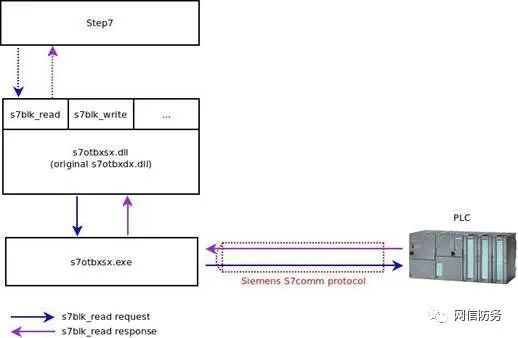 Step7
s7blk_read
s7blk_write
...
s7otbxsx.dll
(original s7otbxdx.dll)
PLC
s7otbxsx.exe
Siemens S7comm protocol
s7blk_read request
s7blk_read response
网信防务